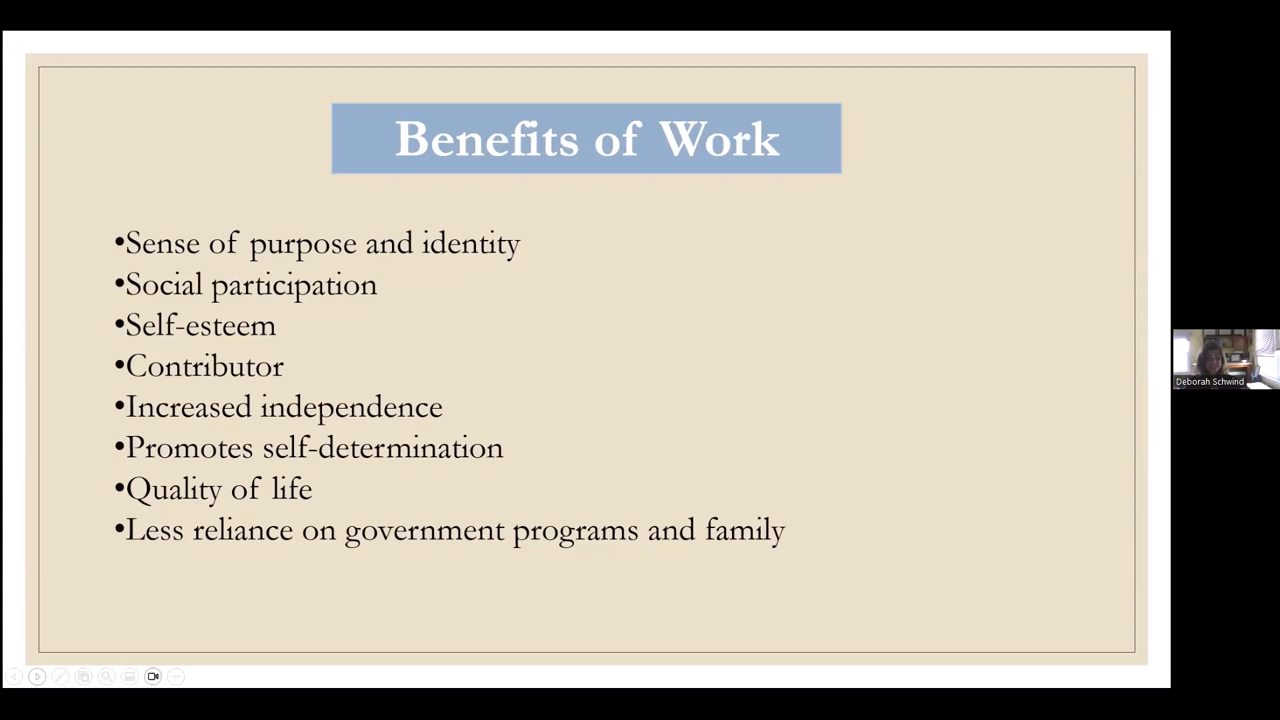 Benefits of Work
•Sense of purpose and identity
•Social participation
•Self-esteem
•Contributor
•Increased independence
•Promotes self-determination
•Quality of life
•Less reliance on government programs and family
Deborah Schwind